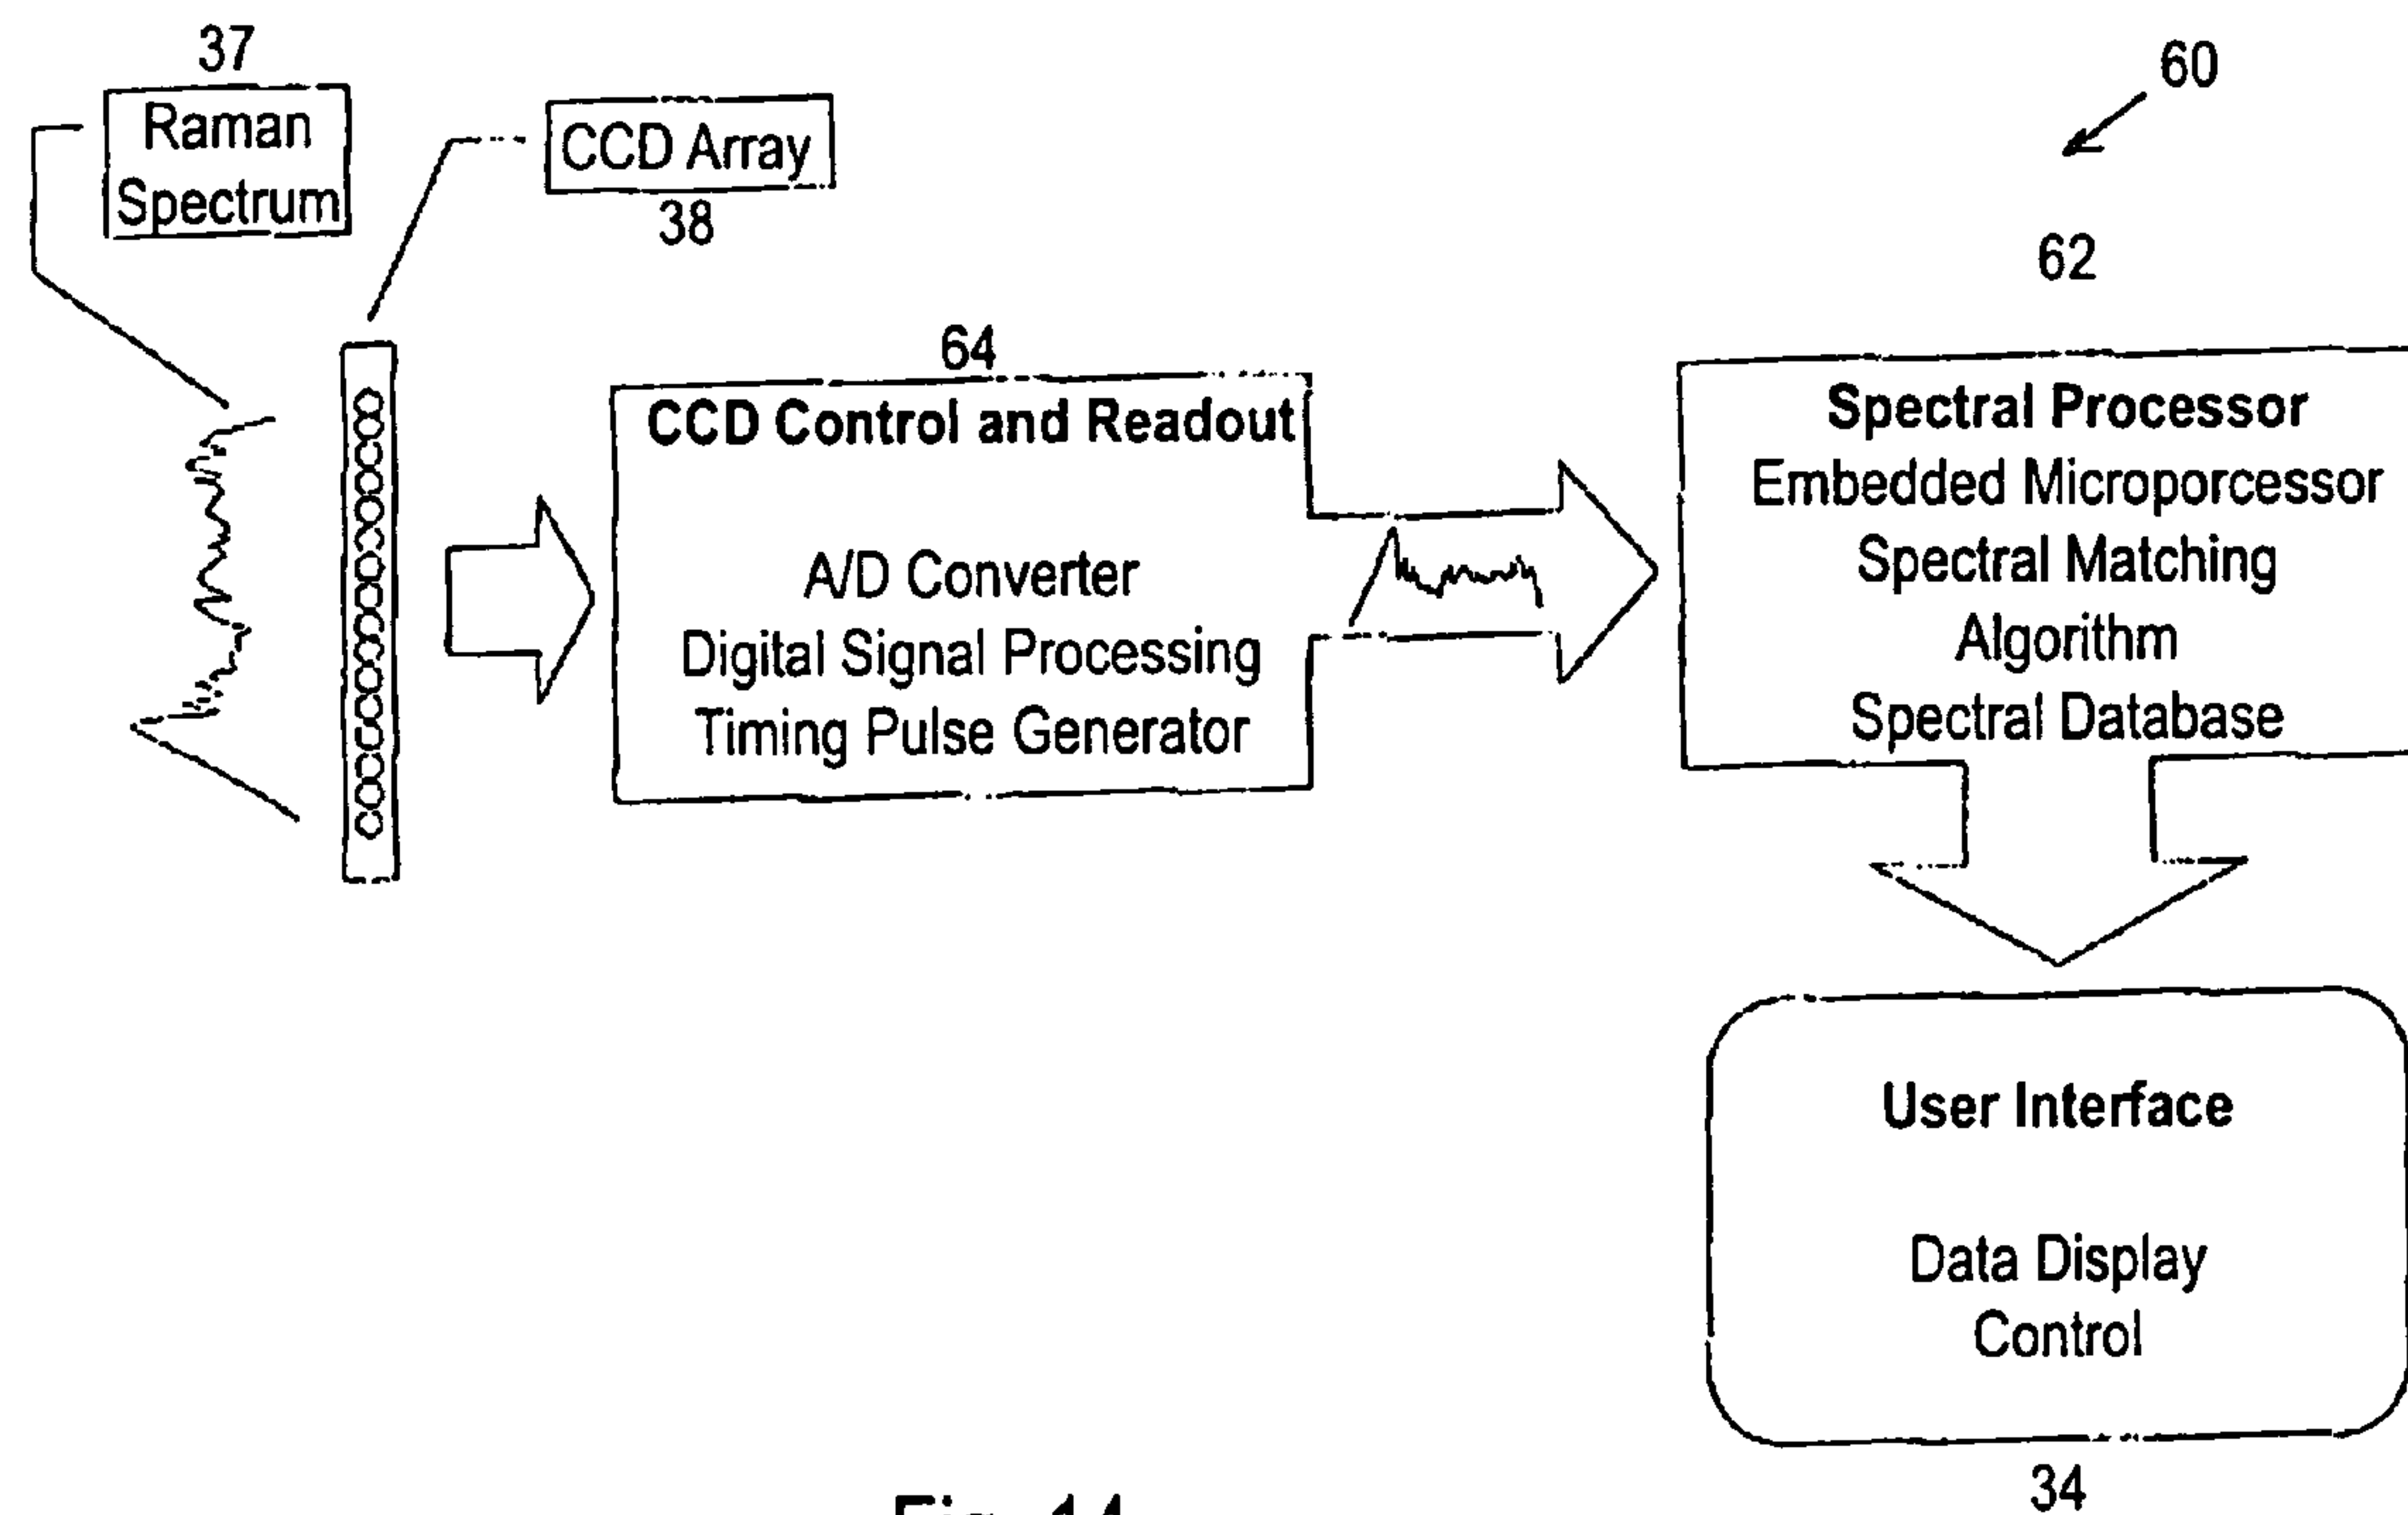 37
Raman
Spectrum
CCD Array
38
60
62
64
CCD Control and Readout
A/D Converter
Digital Signal Processing
Timing Pulse Generator
Spectral Processor
Embedded Microporcessor
Spectral Matching
Algorithm
Spectral Database
User Interface
Data Display
Control
34